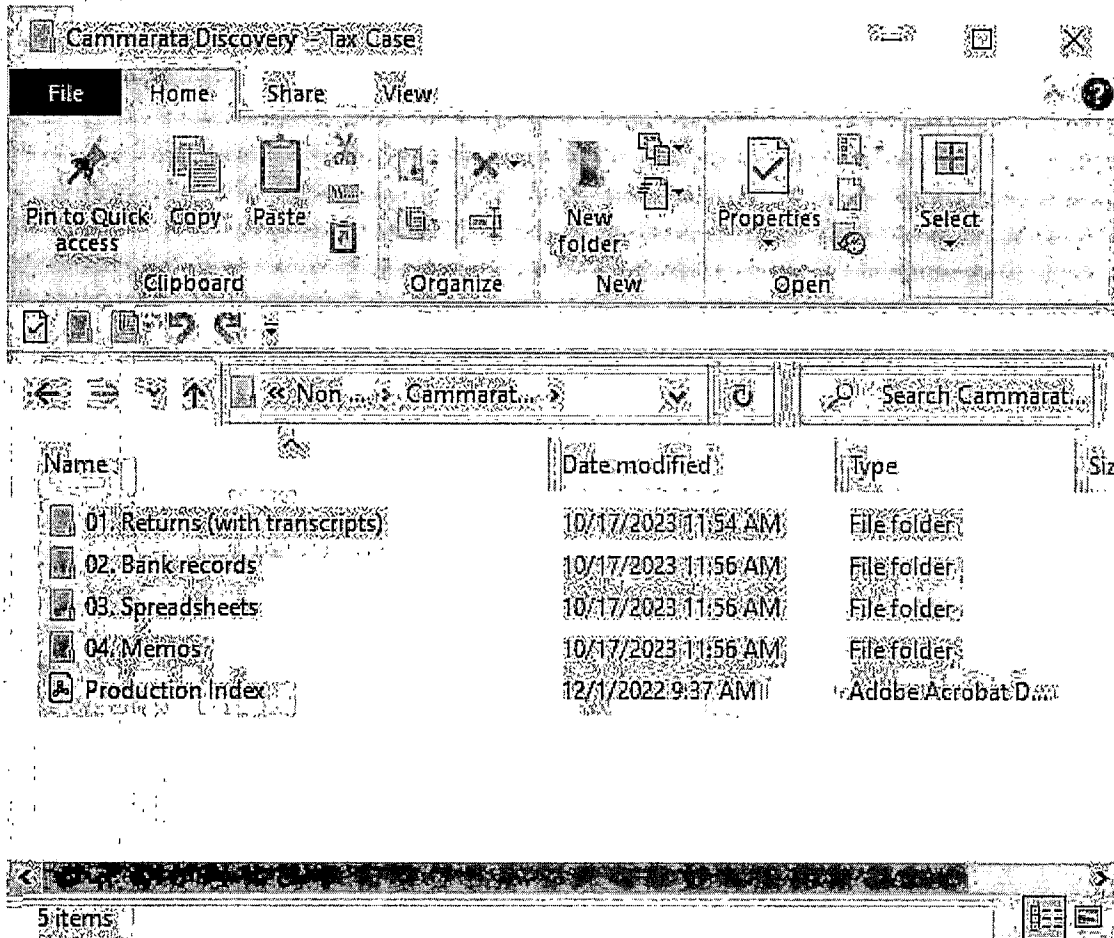 Cammarata Discovery - Tax Case
File Home Share View
Pin to Quick access
Copy
Paste
New folder
Properties
Select
Clipboard Organize New Open
« Non ... > Cammarat... > Search Cammarat...
Name Date modified Type Siz
01. Returns (with transcripts) 10/17/2023 11:54 AM File folder
02. Bank records 10/17/2023 11:56 AM File folder
03. Spreadsheets 10/17/2023 11:56 AM File folder
04. Memos 10/17/2023 11:56 AM File folder
Production Index 12/1/2022 9:37 AM Adobe Acrobat D...
5 items